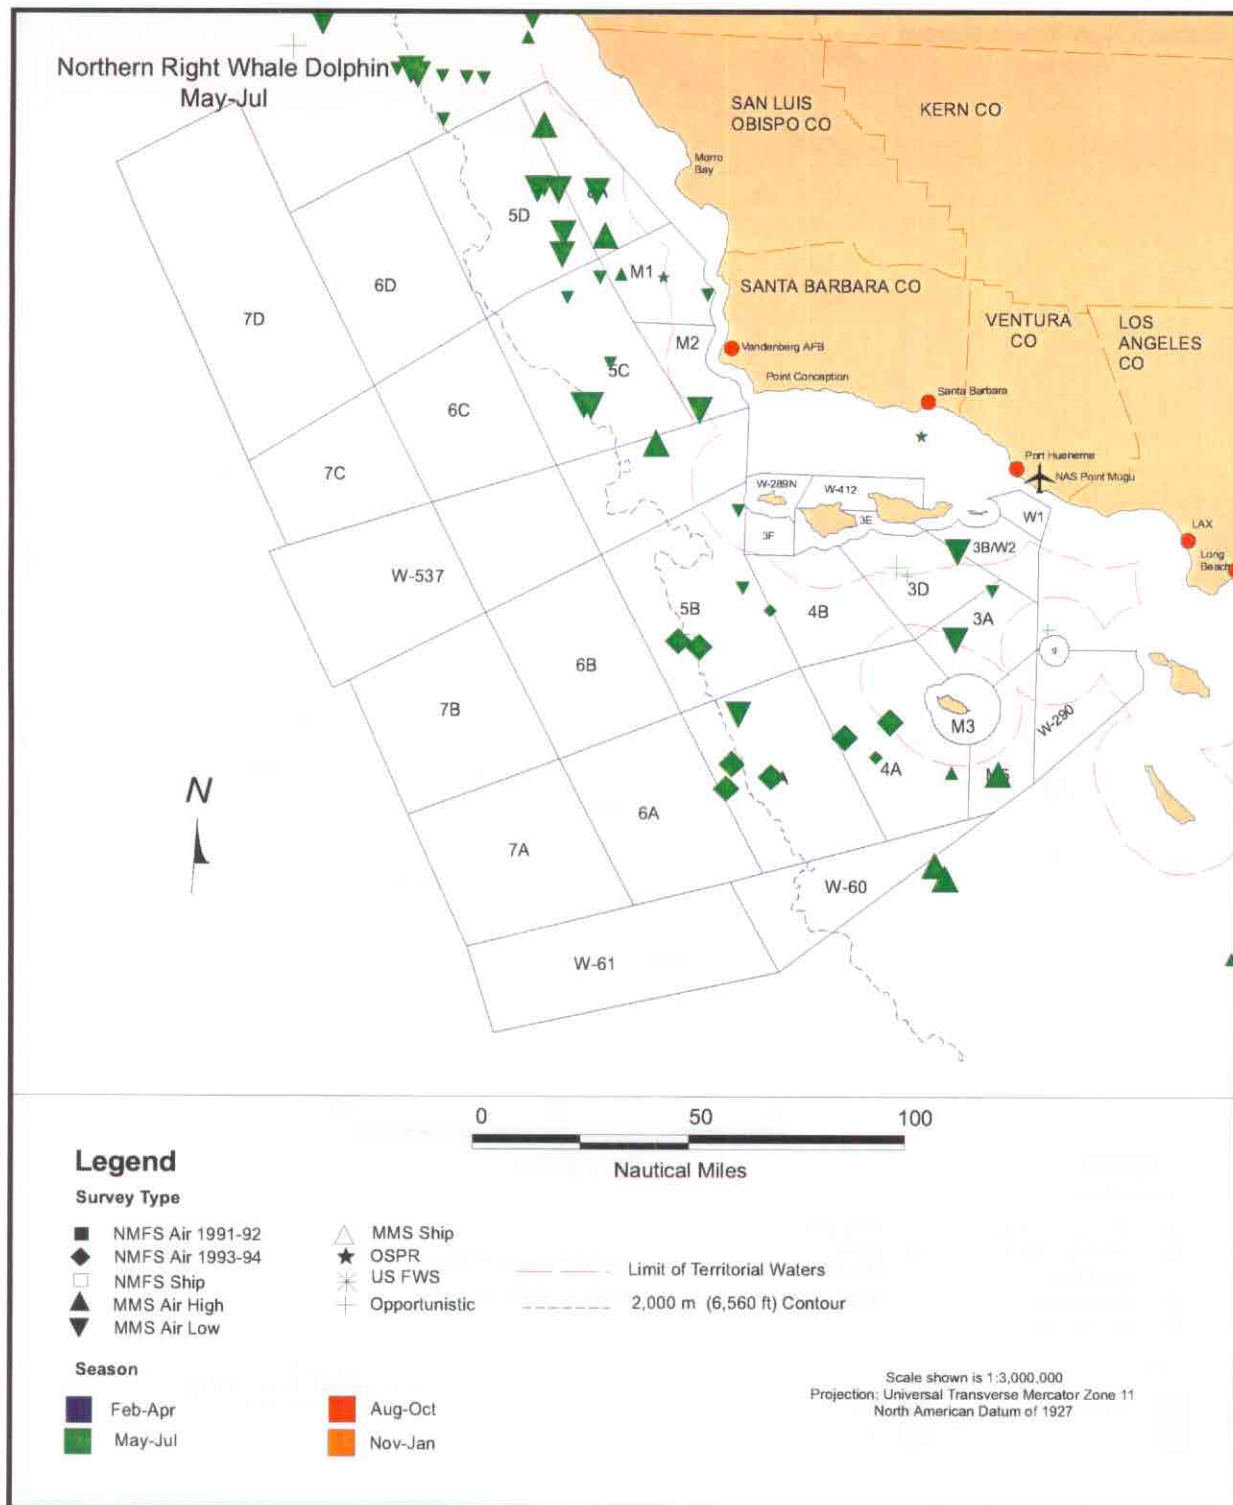 Northern Right Whale Dolphin
May-Jul
SAN LUIS
OBISPO CO
KERN CO
Morro
Bay
5D
6D
M1
SANTA BARBARA CO
7D
VENTURA
CO
LOS
ANGELES
CO
M2
Vandenberg AFB
5C
Point Conception
Santa Barbara
6C
7C
Port Hueneme
NAS Point Mugu
W-289N
W-412
3E
W1
3F
LAX
Long
Beach
3B/W2
W-537
3D
5B
4B
3A
6B
7B
M3
W-290
4A
6A
7A
W-60
W-61
N
0
50
100
Nautical Miles
Legend
Survey Type
NMFS Air 1991-92
NMFS Air 1993-94
NMFS Ship
MMS Air High
MMS Air Low
MMS Ship
OSPR
US FWS
Opportunistic
Limit of Territorial Waters
2,000 m (6,560 ft) Contour
Season
Feb-Apr
May-Jul
Aug-Oct
Nov-Jan
Scale shown is 1:3,000,000
Projection: Universal Transverse Mercator Zone 11
North American Datum of 1927